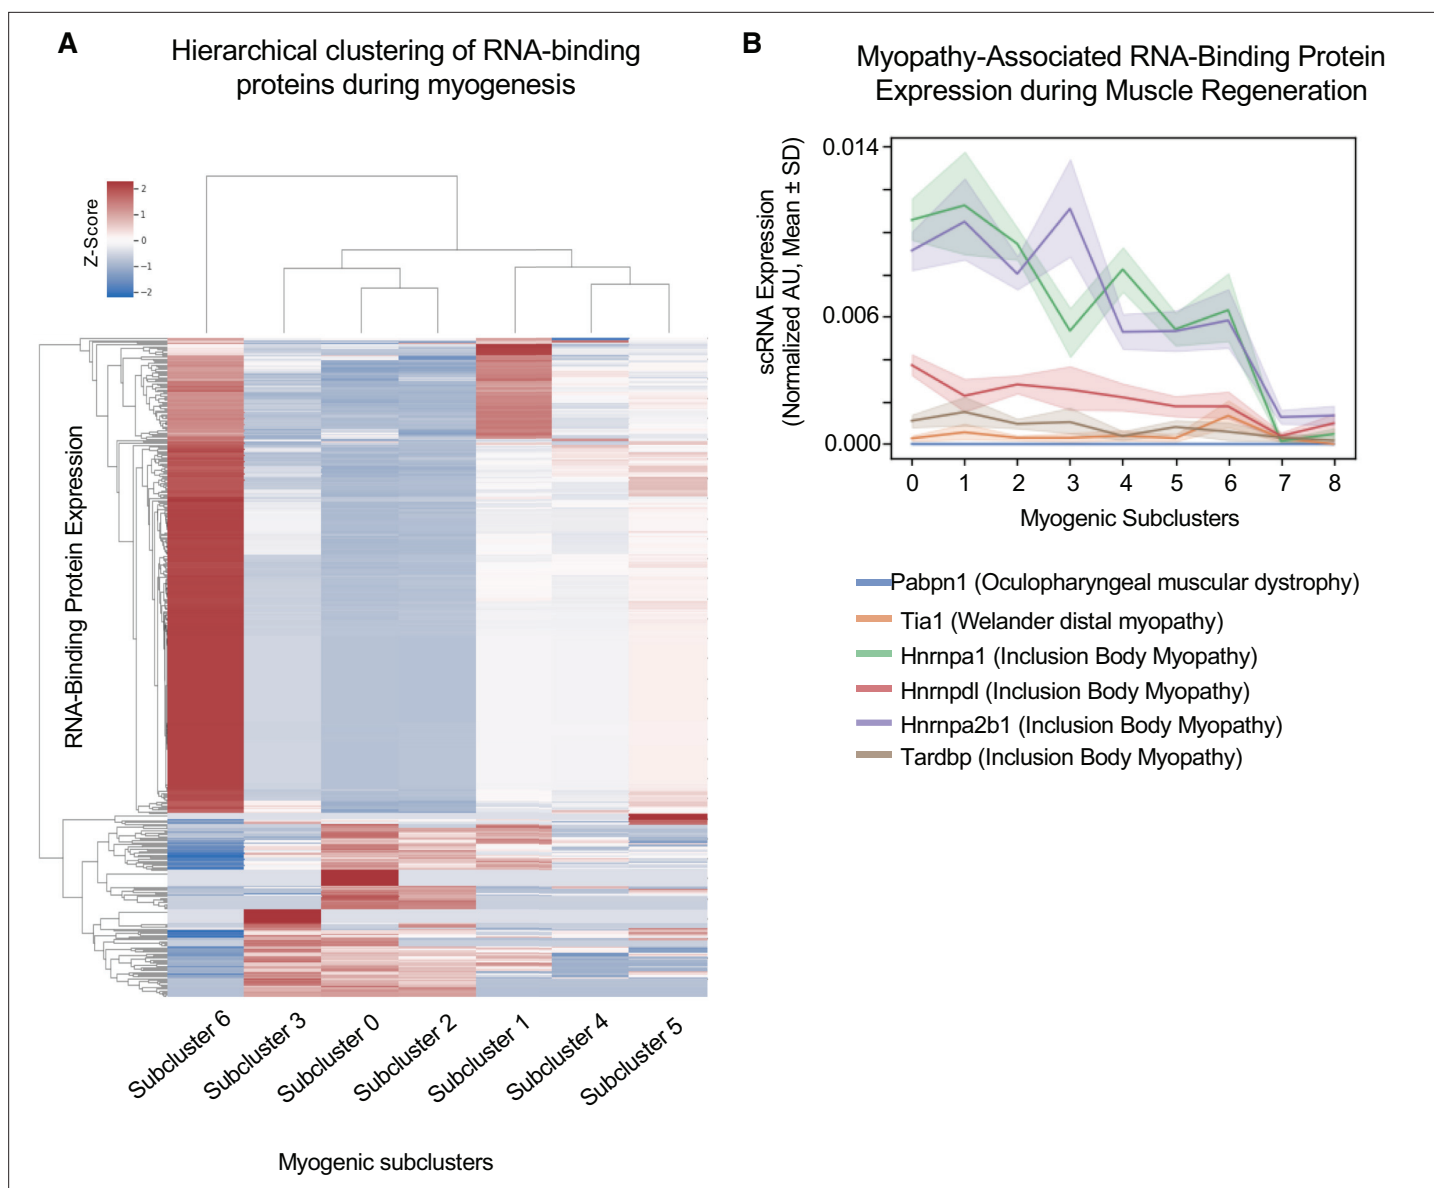 A
Hierarchical clustering of RNA-binding
proteins during myogenesis
Z-Score
2
1
0
−1
−2
RNA-Binding Protein Expression
Subcluster 6
Subcluster 3
Subcluster 0
Subcluster 2
Subcluster 1
Subcluster 4
Subcluster 5
Myogenic subclusters
B
Myopathy-Associated RNA-Binding Protein
Expression during Muscle Regeneration
scRNA Expression
(Normalized AU, Mean ± SD)
0.014
0.006
0.000
0 1 2 3 4 5 6 7 8
Myogenic Subclusters
Pabpn1 (Oculopharyngeal muscular dystrophy)
Tia1 (Welander distal myopathy)
Hnrnpa1 (Inclusion Body Myopathy)
Hnrnpdl (Inclusion Body Myopathy)
Hnrnpa2b1 (Inclusion Body Myopathy)
Tardbp (Inclusion Body Myopathy)